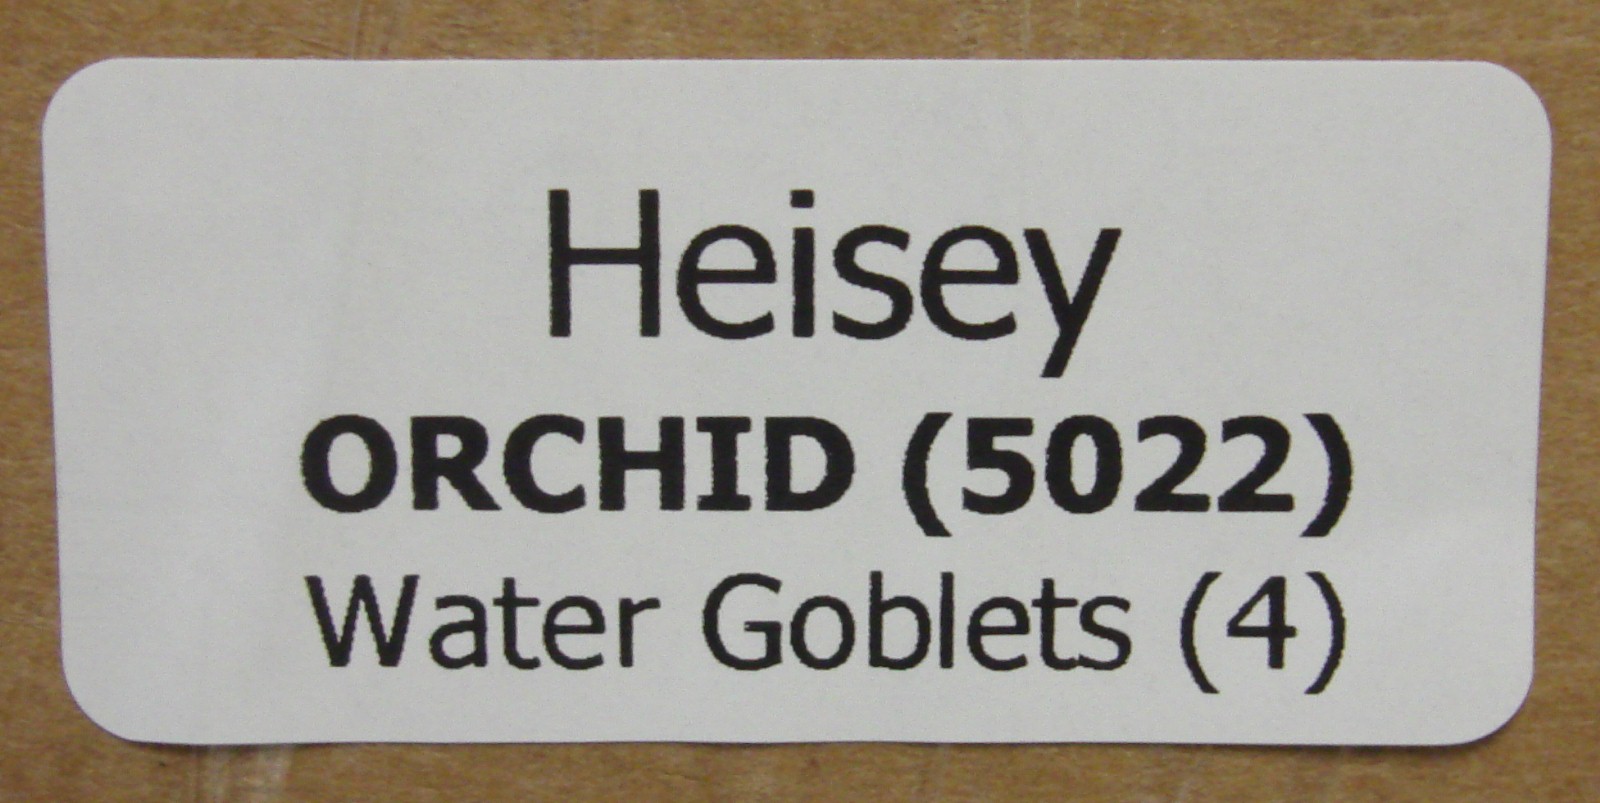 Heisey
ORCHID (5022)
Water Goblets (4)